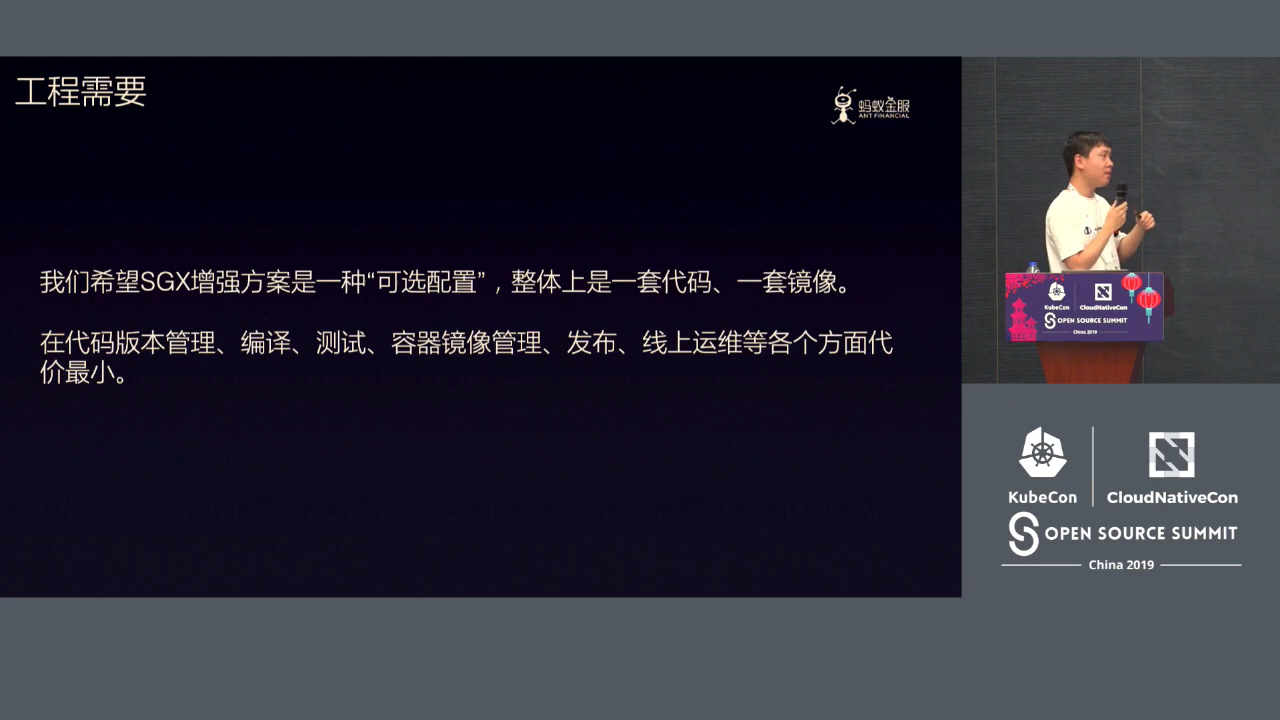 工程需要
蚂蚁金服
ANT FINANCIAL
我们希望SGX增强方案是一种“可选配置”，整体上是一套代码、一套镜像。
在代码版本管理、编译、测试、容器镜像管理、发布、线上运维等各个方面代
价最小。
KubeCon
CloudNativeCon
OPEN SOURCE SUMMIT
China 2019
KubeCon
CloudNativeCon
OPEN SOURCE SUMMIT
China 2019